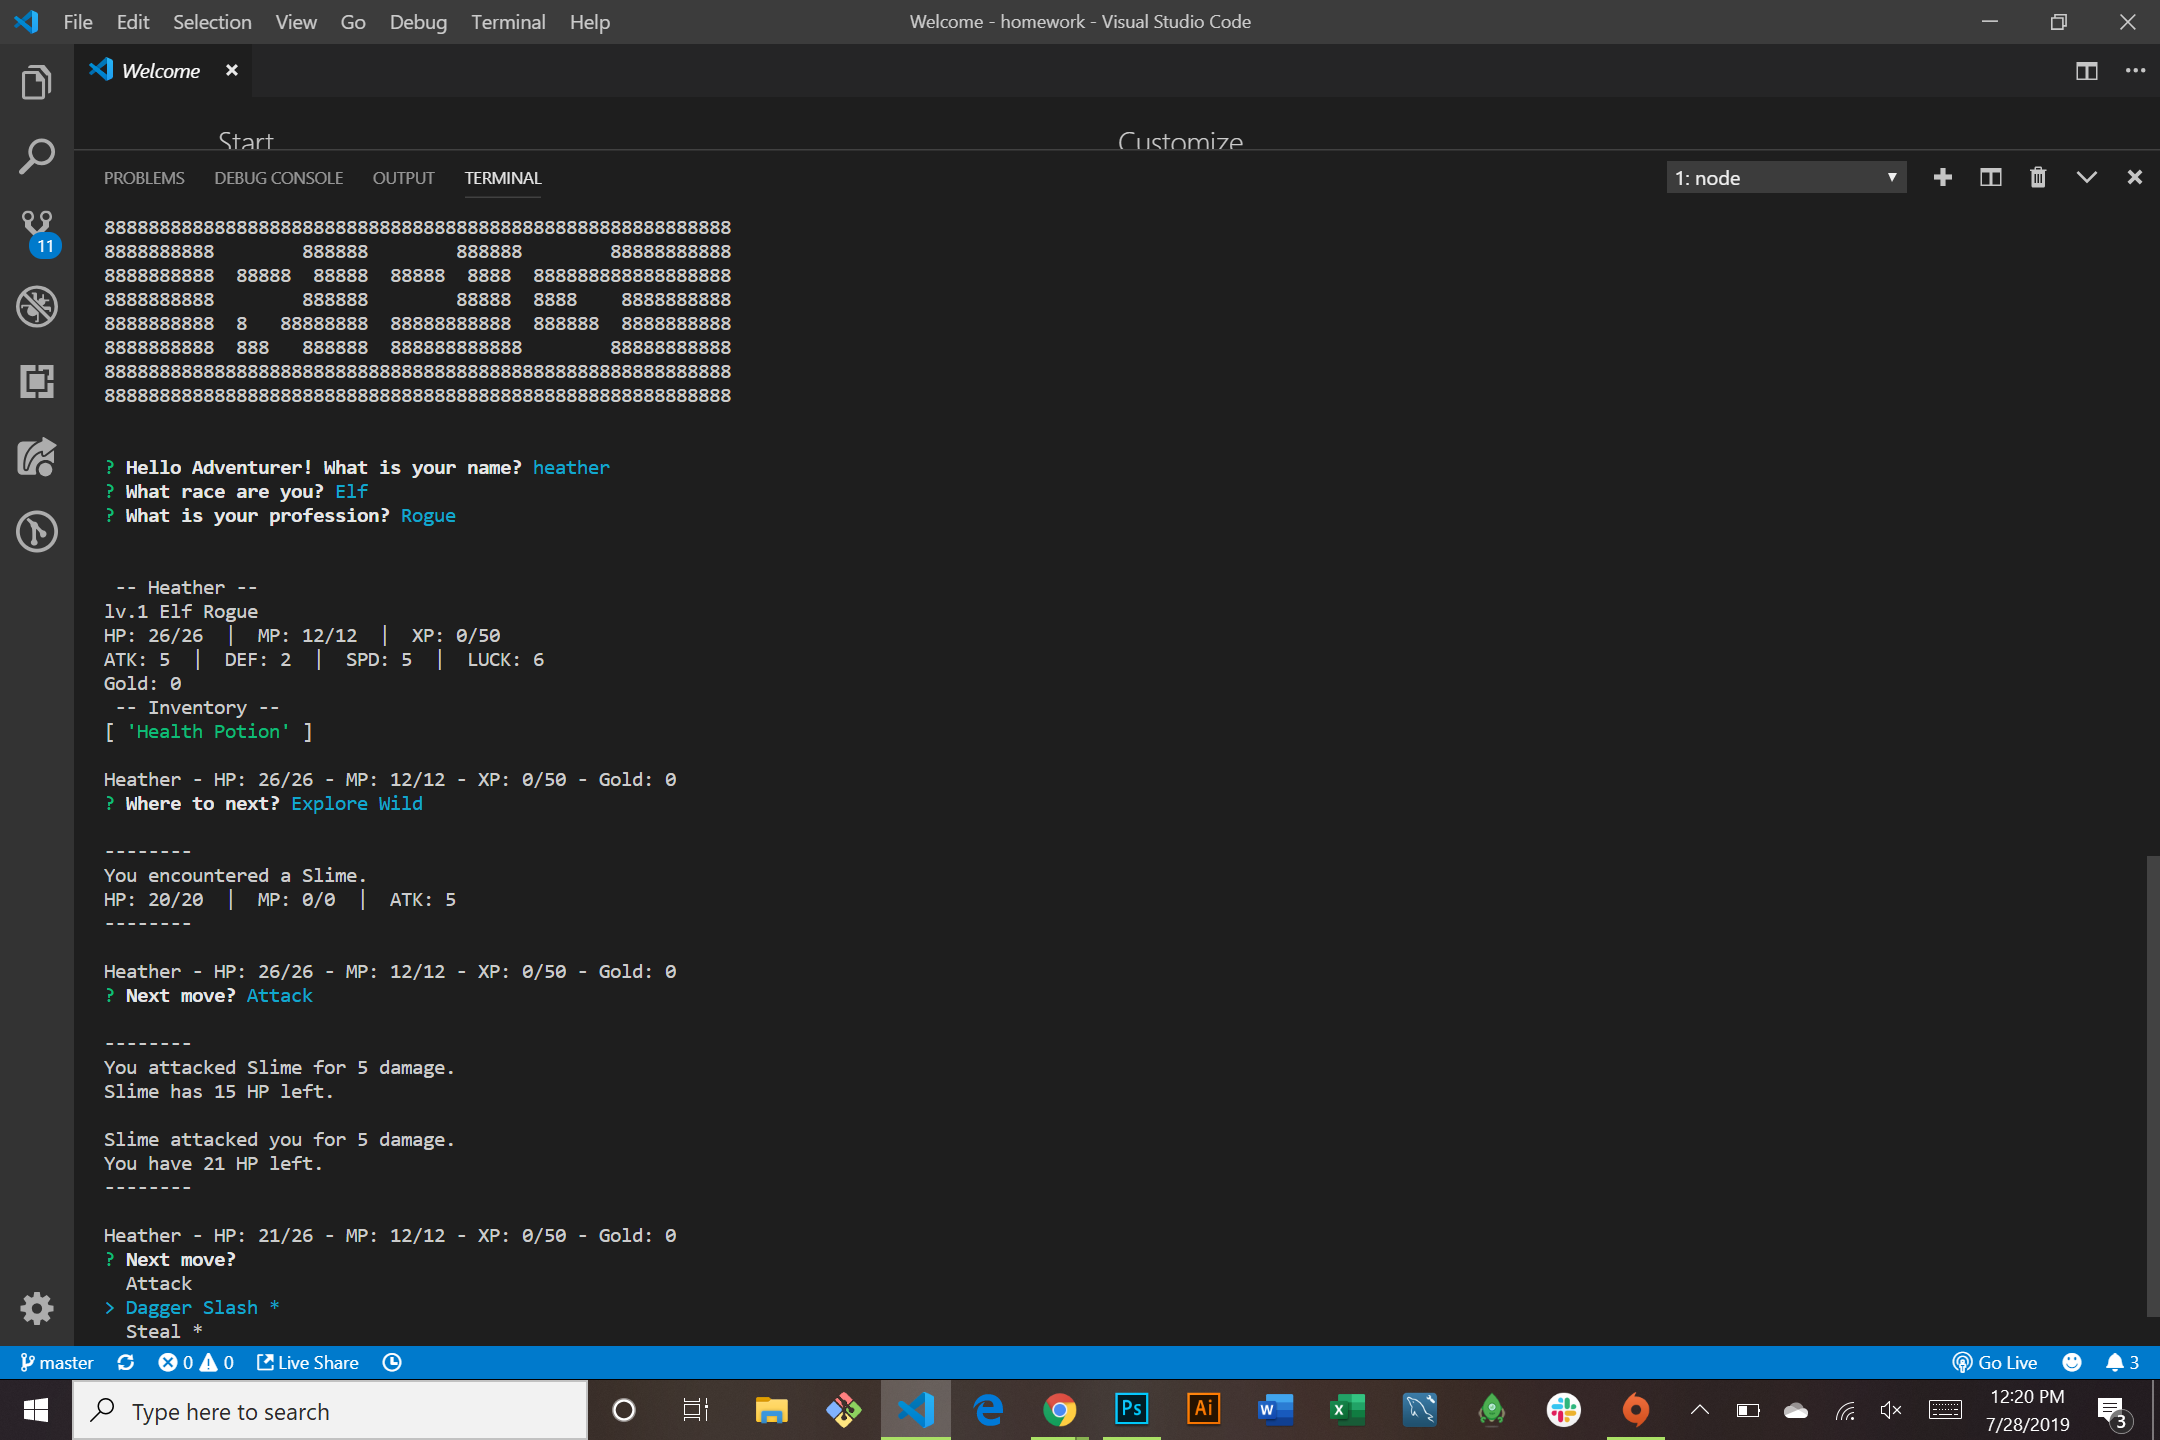 File Edit Selection View Go Debug Terminal Help Welcome - homework - Visual Studio Code
Welcome
Start Customize
PROBLEMS DEBUG CONSOLE OUTPUT TERMINAL 1: node
11
888888888888888888888888888888888888888888888888888888888
8888888888        888888        888888        88888888888
8888888888  88888  88888  88888  8888  888888888888888888
8888888888        888888        88888  8888    8888888888
8888888888  8   88888888  88888888888  888888  8888888888
8888888888  888   888888  888888888888        88888888888
888888888888888888888888888888888888888888888888888888888
888888888888888888888888888888888888888888888888888888888
? Hello Adventurer! What is your name? heather
? What race are you? Elf
? What is your profession? Rogue
-- Heather --
lv.1 Elf Rogue
HP: 26/26 | MP: 12/12 | XP: 0/50
ATK: 5 | DEF: 2 | SPD: 5 | LUCK: 6
Gold: 0
-- Inventory --
[ 'Health Potion' ]
Heather - HP: 26/26 - MP: 12/12 - XP: 0/50 - Gold: 0
? Where to next? Explore Wild
--------
You encountered a Slime.
HP: 20/20 | MP: 0/0 | ATK: 5
--------
Heather - HP: 26/26 - MP: 12/12 - XP: 0/50 - Gold: 0
? Next move? Attack
--------
You attacked Slime for 5 damage.
Slime has 15 HP left.
Slime attacked you for 5 damage.
You have 21 HP left.
--------
Heather - HP: 21/26 - MP: 12/12 - XP: 0/50 - Gold: 0
? Next move?
Attack
> Dagger Slash *
Steal *
master 0 0 Live Share Go Live 3
Type here to search Ps Ai W X 12:20 PM
7/28/2019 3